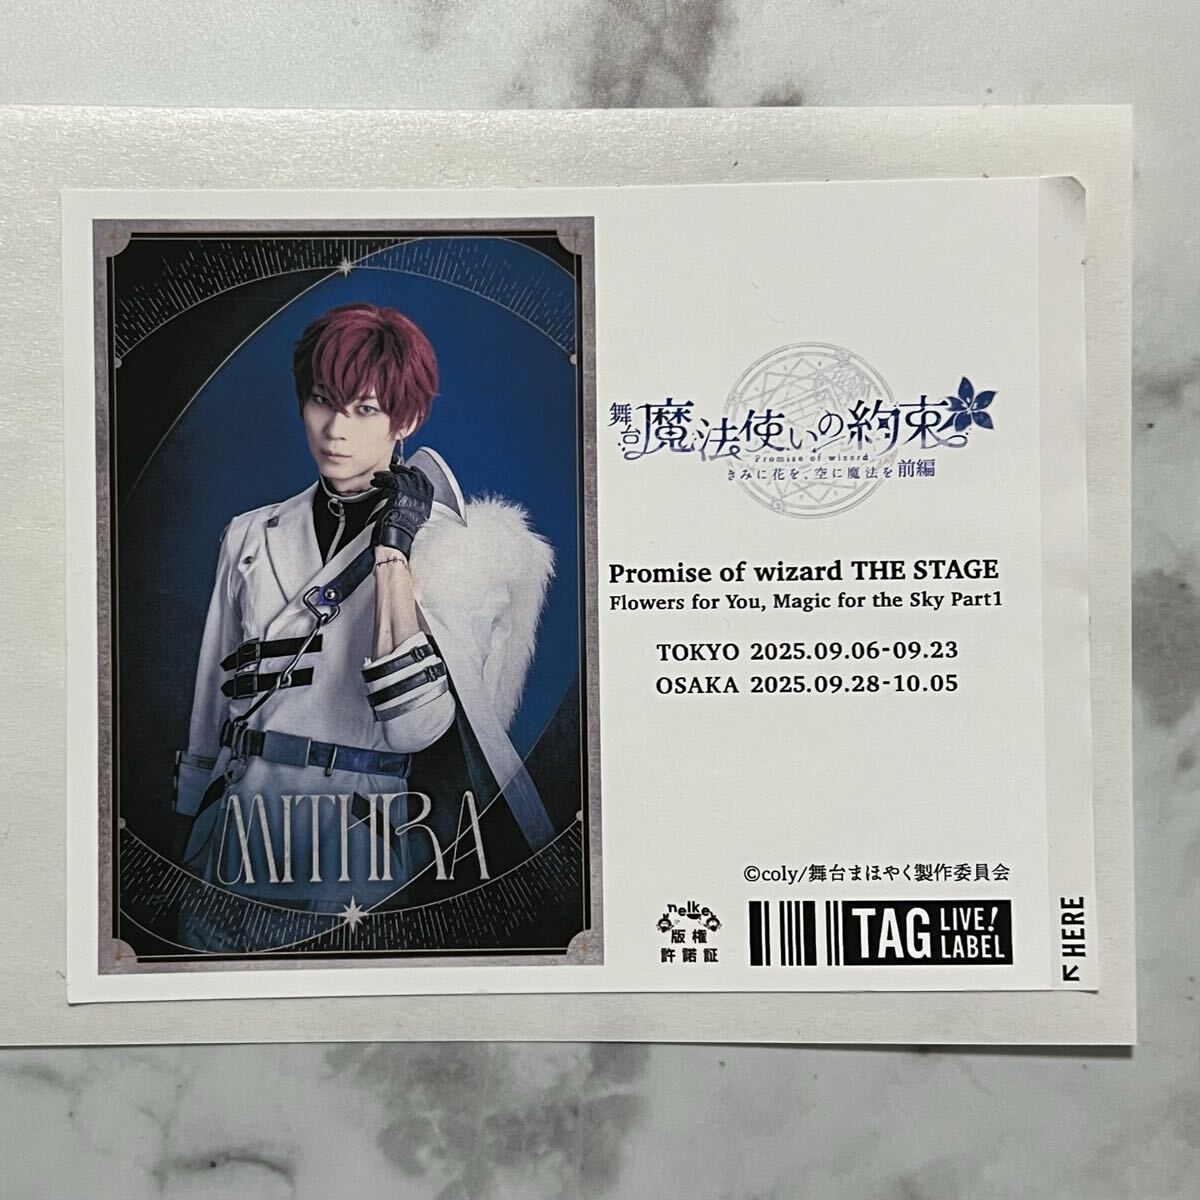 MITHRA
舞台
魔法使いの約束
Promise of wizard
きみに花を、空に魔法を 前編
Promise of wizard THE STAGE
Flowers for You, Magic for the Sky Part1
TOKYO 2025.09.06-09.23
OSAKA 2025.09.28-10.05
©coly/舞台まほやく製作委員会
nelke
版権
許諾証
TAG LIVE! LABEL
↖HERE